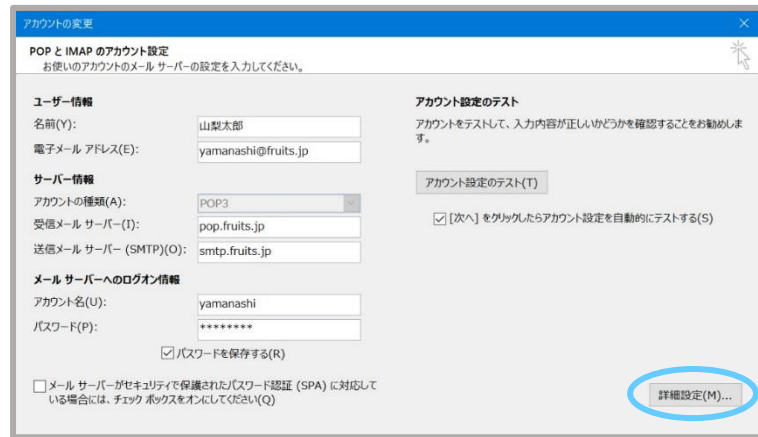 アカウントの変更
POP と IMAP のアカウント設定
お使いのアカウントのメール サーバーの設定を入力してください。
ユーザー情報
名前(Y):
山梨太郎
電子メール アドレス(E):
yamanashi@fruits.jp
サーバー情報
アカウントの種類(A):
POP3
受信メール サーバー(I):
pop.fruits.jp
送信メール サーバー (SMTP)(O):
smtp.fruits.jp
メール サーバーへのログオン情報
アカウント名(U):
yamanashi
パスワード(P):
********
パスワードを保存する(R)
メール サーバーがセキュリティで保護されたパスワード認証 (SPA) に対応して
いる場合には、チェック ボックスをオンにしてください(Q)
アカウント設定のテスト
アカウントをテストして、入力内容が正しいかどうかを確認することをお勧めしま
す。
アカウント設定のテスト(T)
[次へ] をクリックしたらアカウント設定を自動的にテストする(S)
詳細設定(M)...